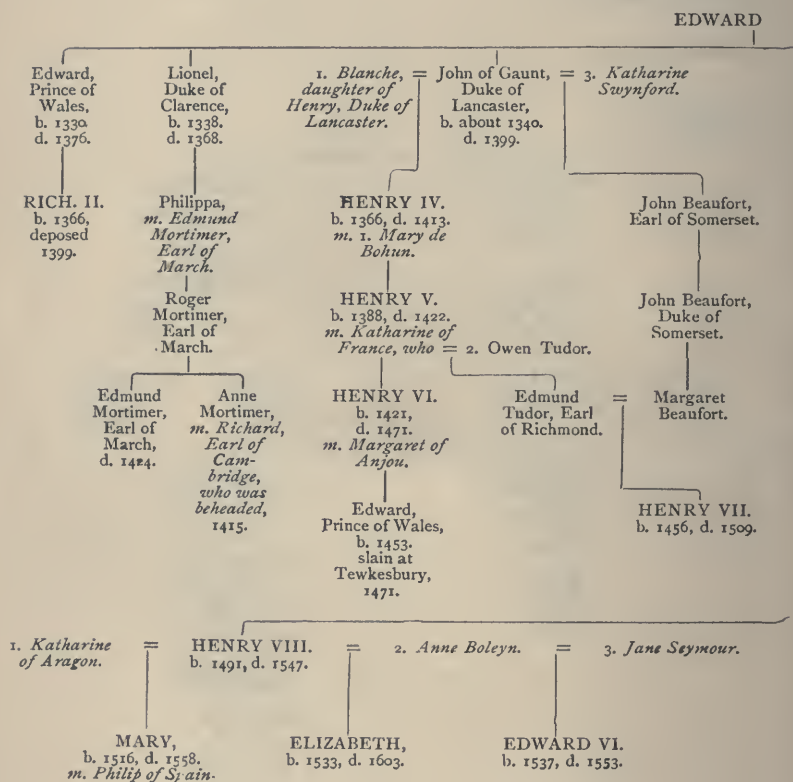 EDWARD
Edward,
Prince of
Wales,
b. 1330.
d. 1376.
Lionel,
Duke of
Clarence,
b. 1338.
d. 1368.
1. Blanche, =
daughter of
Henry, Duke of
Lancaster.
John of Gaunt, =
Duke of
Lancaster,
b. about 1340.
d. 1399.
3. Katharine
Swynford.
RICH. II.
b. 1366,
deposed
1399.
Philippa,
m. Edmund
Mortimer,
Earl of
March.
HENRY IV.
b. 1366, d. 1413.
m. 1. Mary de
Bohun.
John Beaufort,
Earl of Somerset.
Roger
Mortimer,
Earl of
March.
HENRY V.
b. 1388, d. 1422.
m. Katharine of
France, who = 2. Owen Tudor.
John Beaufort,
Duke of
Somerset.
Edmund
Mortimer,
Earl of
March,
d. 1424.
Anne
Mortimer,
m. Richard,
Earl of
Cam-
bridge,
who was
beheaded,
1415.
HENRY VI.
b. 1421,
d. 1471.
m. Margaret of
Anjou.
Edmund =
Tudor, Earl
of Richmond.
Margaret
Beaufort.
Edward,
Prince of Wales,
b. 1453.
slain at
Tewkesbury,
1471.
HENRY VII.
b. 1456, d. 1509.
1. Katharine =
of Aragon.
HENRY VIII. =
b. 1491, d. 1547.
2. Anne Boleyn. =
3. Jane Seymour.
MARY,
b. 1516, d. 1558.
m. Philip of Spain.
ELIZABETH,
b. 1533, d. 1603.
EDWARD VI.
b. 1537, d. 1553.